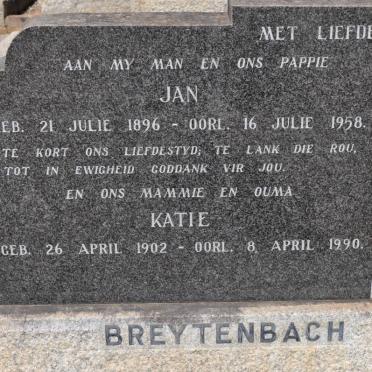 MET LIEFDE
AAN MY MAN EN ONS PAPPIE
JAN
EB. 21 JULIE 1896 - OORL. 16 JULIE 1958.
TE KORT ONS LIEFDESTYD; TE LANK DIE ROU,
TOT IN EWIGHEID GODDANK VIR JOU.
EN ONS MAMMIE EN OUMA
KATIE
GEB. 26 APRIL 1902 - OORL. 8 APRIL 1990.
BREYTENBACH